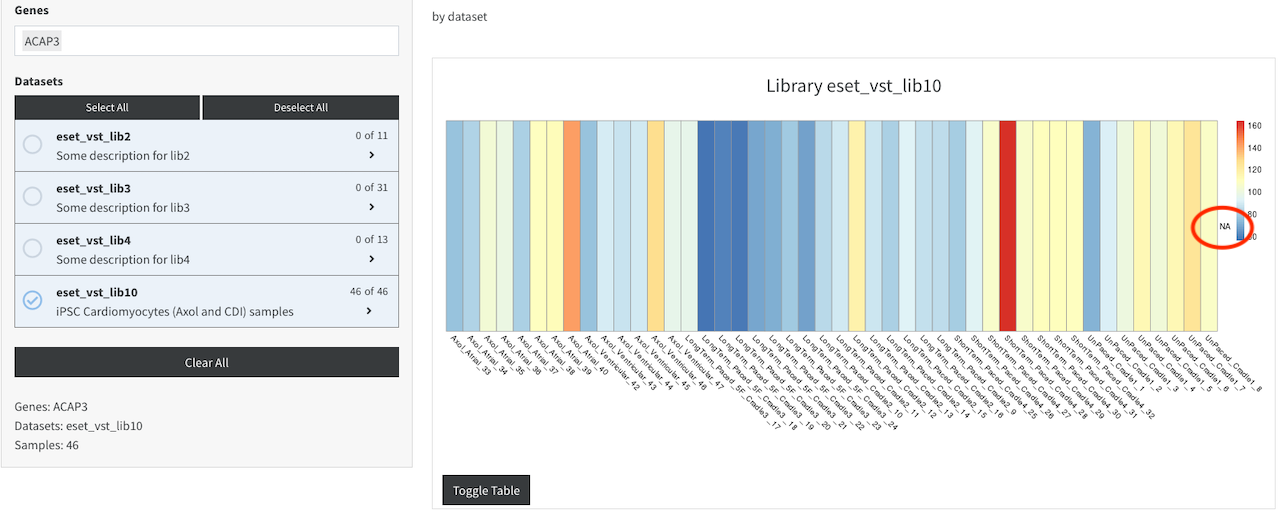 Genes
ACAP3
Datasets
Select All
Deselect All
eset_vst_lib2
0 of 11
Some description for lib2
eset_vst_lib3
0 of 31
Some description for lib3
eset_vst_lib4
0 of 13
Some description for lib4
eset_vst_lib10
46 of 46
iPSC Cardiomyocytes (Axol and CDI) samples
Clear All
Genes: ACAP3
Datasets: eset_vst_lib10
Samples: 46
by dataset
Library eset_vst_lib10
160
140
120
100
80
NA
Axol_Atrial_33
Axol_Atrial_34
Axol_Atrial_35
Axol_Atrial_36
Axol_Atrial_37
Axol_Atrial_38
Axol_Atrial_39
Axol_Atrial_40
Axol_Ventricular_42
Axol_Ventricular_43
Axol_Ventricular_44
Axol_Ventricular_45
Axol_Ventricular_46
Axol_Ventricular_47
LongTerm_Paced_SF_Cradle3_17
LongTerm_Paced_SF_Cradle3_18
LongTerm_Paced_SF_Cradle3_19
LongTerm_Paced_SF_Cradle3_20
LongTerm_Paced_SF_Cradle3_21
LongTerm_Paced_SF_Cradle3_22
LongTerm_Paced_SF_Cradle3_23
LongTerm_Paced_SF_Cradle3_24
LongTerm_Paced_Cradle2_10
LongTerm_Paced_Cradle2_11
LongTerm_Paced_Cradle2_12
LongTerm_Paced_Cradle2_13
LongTerm_Paced_Cradle2_14
LongTerm_Paced_Cradle2_15
LongTerm_Paced_Cradle2_16
LongTerm_Paced_Cradle2_9
ShortTerm_Paced_Cradle4_25
ShortTerm_Paced_Cradle4_26
ShortTerm_Paced_Cradle4_27
ShortTerm_Paced_Cradle4_28
ShortTerm_Paced_Cradle4_29
ShortTerm_Paced_Cradle4_30
ShortTerm_Paced_Cradle4_31
ShortTerm_Paced_Cradle4_32
UnPaced_Cradle1_1
UnPaced_Cradle1_2
UnPaced_Cradle1_3
UnPaced_Cradle1_4
UnPaced_Cradle1_5
UnPaced_Cradle1_6
UnPaced_Cradle1_7
UnPaced_Cradle1_8
Toggle Table